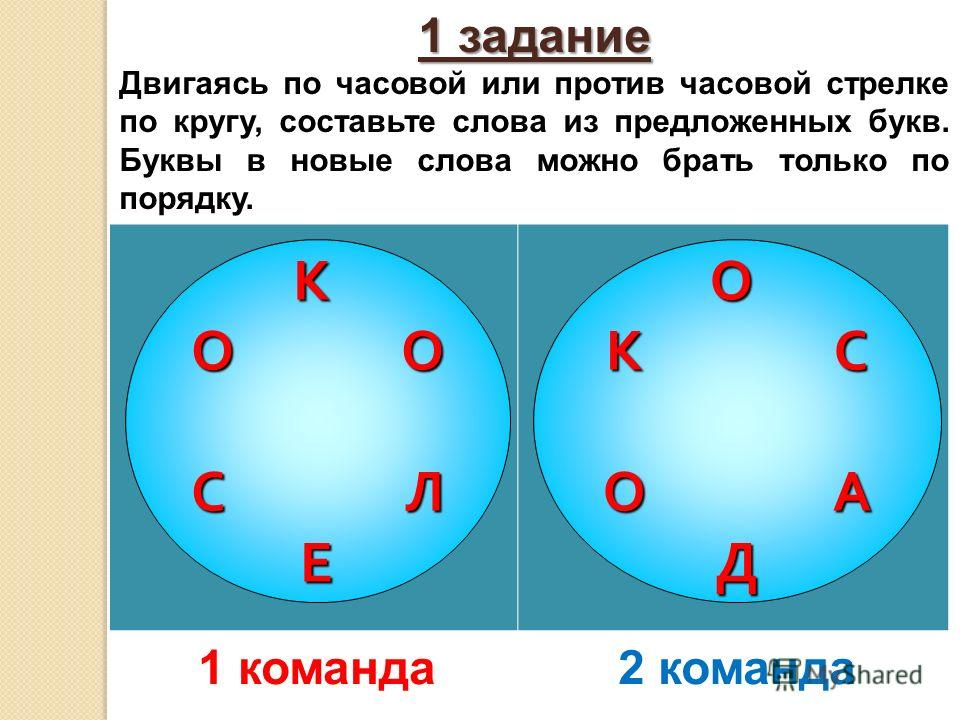 1 задание
Двигаясь по часовой или против часовой стрелке
по кругу, составьте слова из предложенных букв.
Буквы в новые слова можно брать только по
порядку.
К
О О
С Л
Е
О
К С
О А
Д
1 команда
2 команда
MyShared